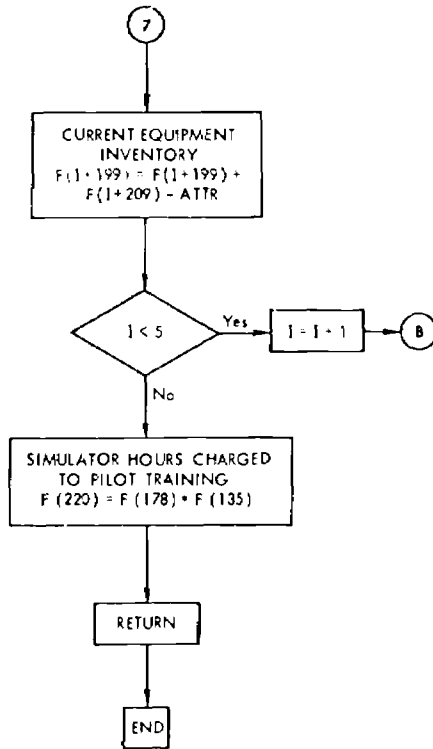 7
CURRENT EQUIPMENT
INVENTORY
F(I+199) = F(I+199) +
F(I+209) - ATTR
I < 5
Yes
I = I + 1
B
No
SIMULATOR HOURS CHARGED
TO PILOT TRAINING
F (220) = F (178) * F (135)
RETURN
END